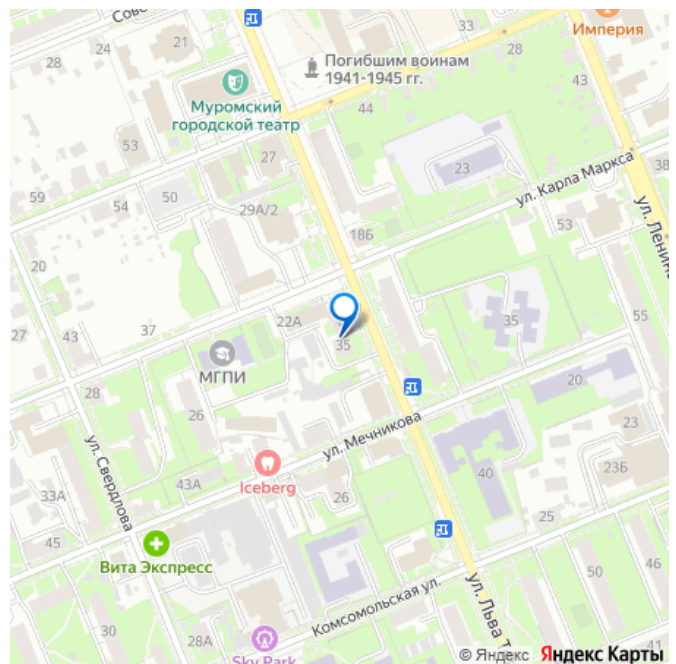 Сове
28
24
21
33
28
Империя
Погибшим воинам
1941-1945 гг.
43
Муромский
городской театр
44
53
27
23
ул. Карла Маркса
38
59
54
50
29А/2
18Б
53
ул. Ленина
20
27
43
37
22А
35
35
55
МГПИ
28
26
20
ул. Мечникова
ул. Свердлова
Iceberg
23
40
23Б
33А
43А
26
25
45
Вита Экспресс
50
46
Комсомольская ул.
ул. Льва Т
30
28А
41
Sky Park
© Яндекс Яндекс Карты